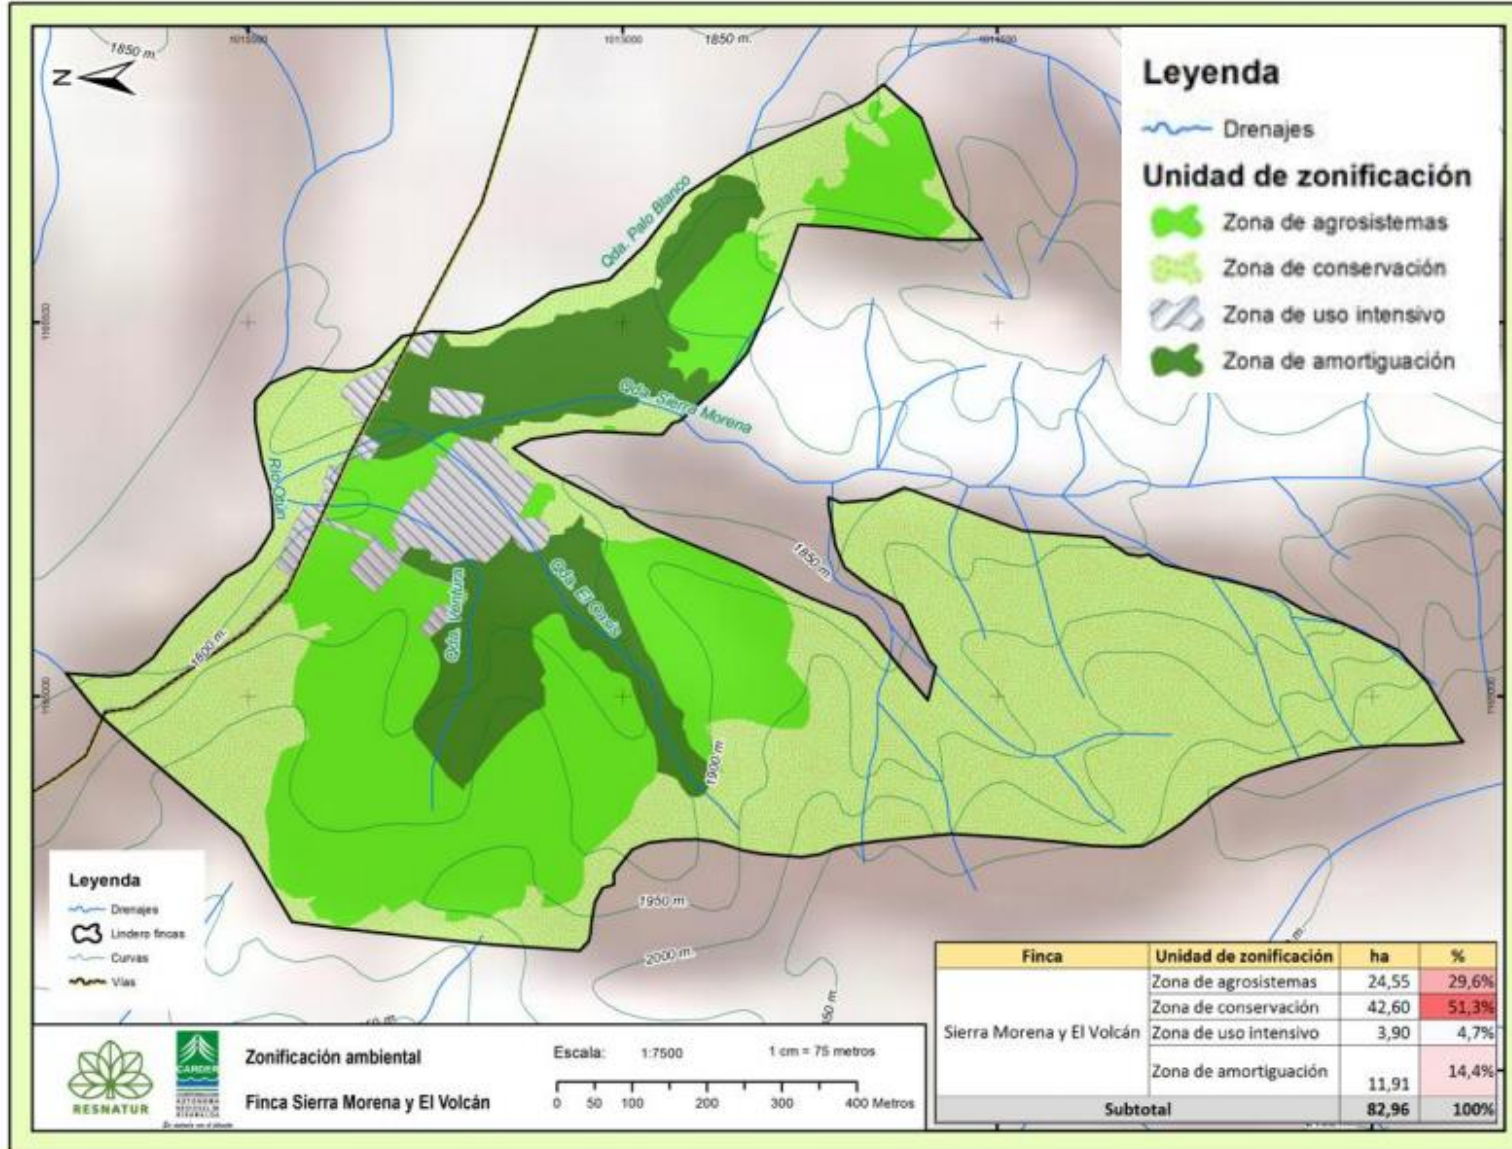 1850 m.
1015500
1015000
1850 m.
1014500
N
Leyenda
Drenajes
Unidad de zonificación
Zona de agrosistemas
Zona de conservación
Zona de uso intensivo
Zona de amortiguación
Qda. Palo Blanco
Qda. Sierra Morena
Río Otún
1850 m.
Qda. Ventura
Qda. El Oasis
1800 m.
1900 m
1950 m.
2000 m.
Leyenda
Drenajes
Lindero fincas
Curvas
Vías
RESNATUR
CARDER
Zonificación ambiental
Finca Sierra Morena y El Volcán
Escala: 1:7500 1 cm = 75 metros
0 50 100 200 300 400 Metros
Finca Unidad de zonificación ha %
Sierra Morena y El Volcán
Zona de agrosistemas 24,55 29,6%
Zona de conservación 42,60 51,3%
Zona de uso intensivo 3,90 4,7%
Zona de amortiguación 11,91 14,4%
Subtotal 82,96 100%